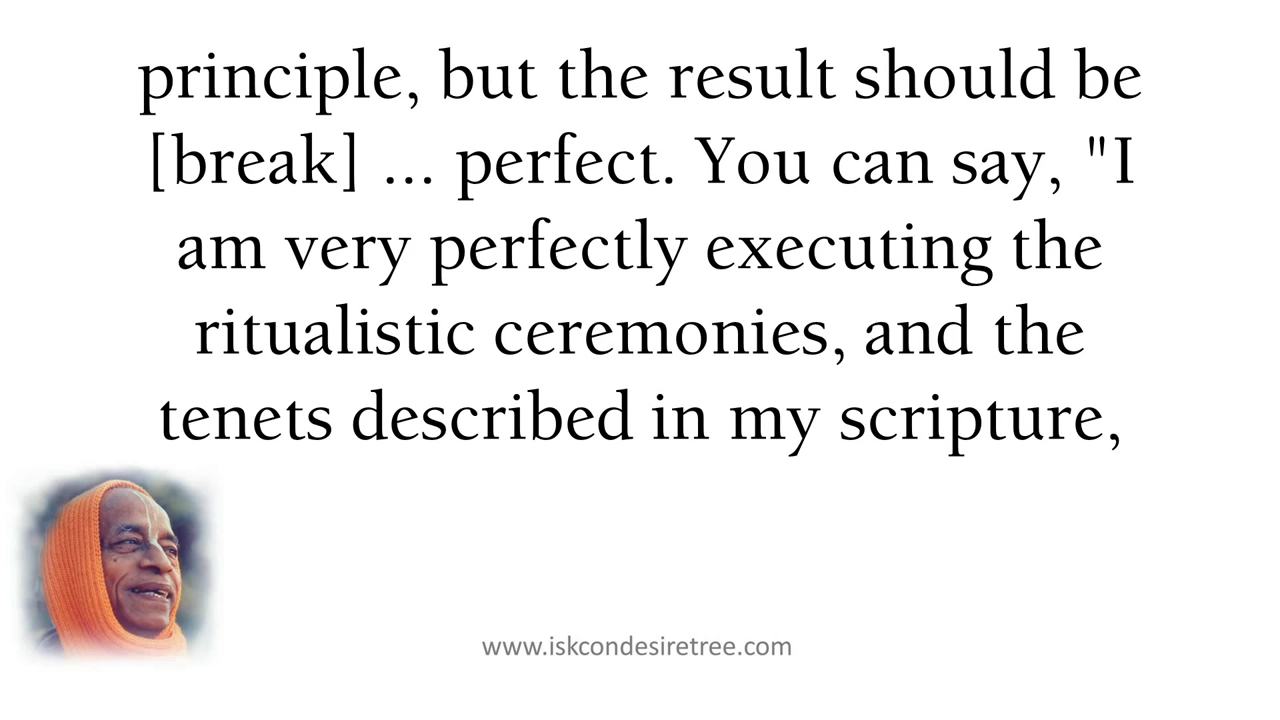 principle, but the result should be
[break] ... perfect. You can say, "I
am very perfectly executing the
ritualistic ceremonies, and the
tenets described in my scripture,
www.iskcondesiretree.com